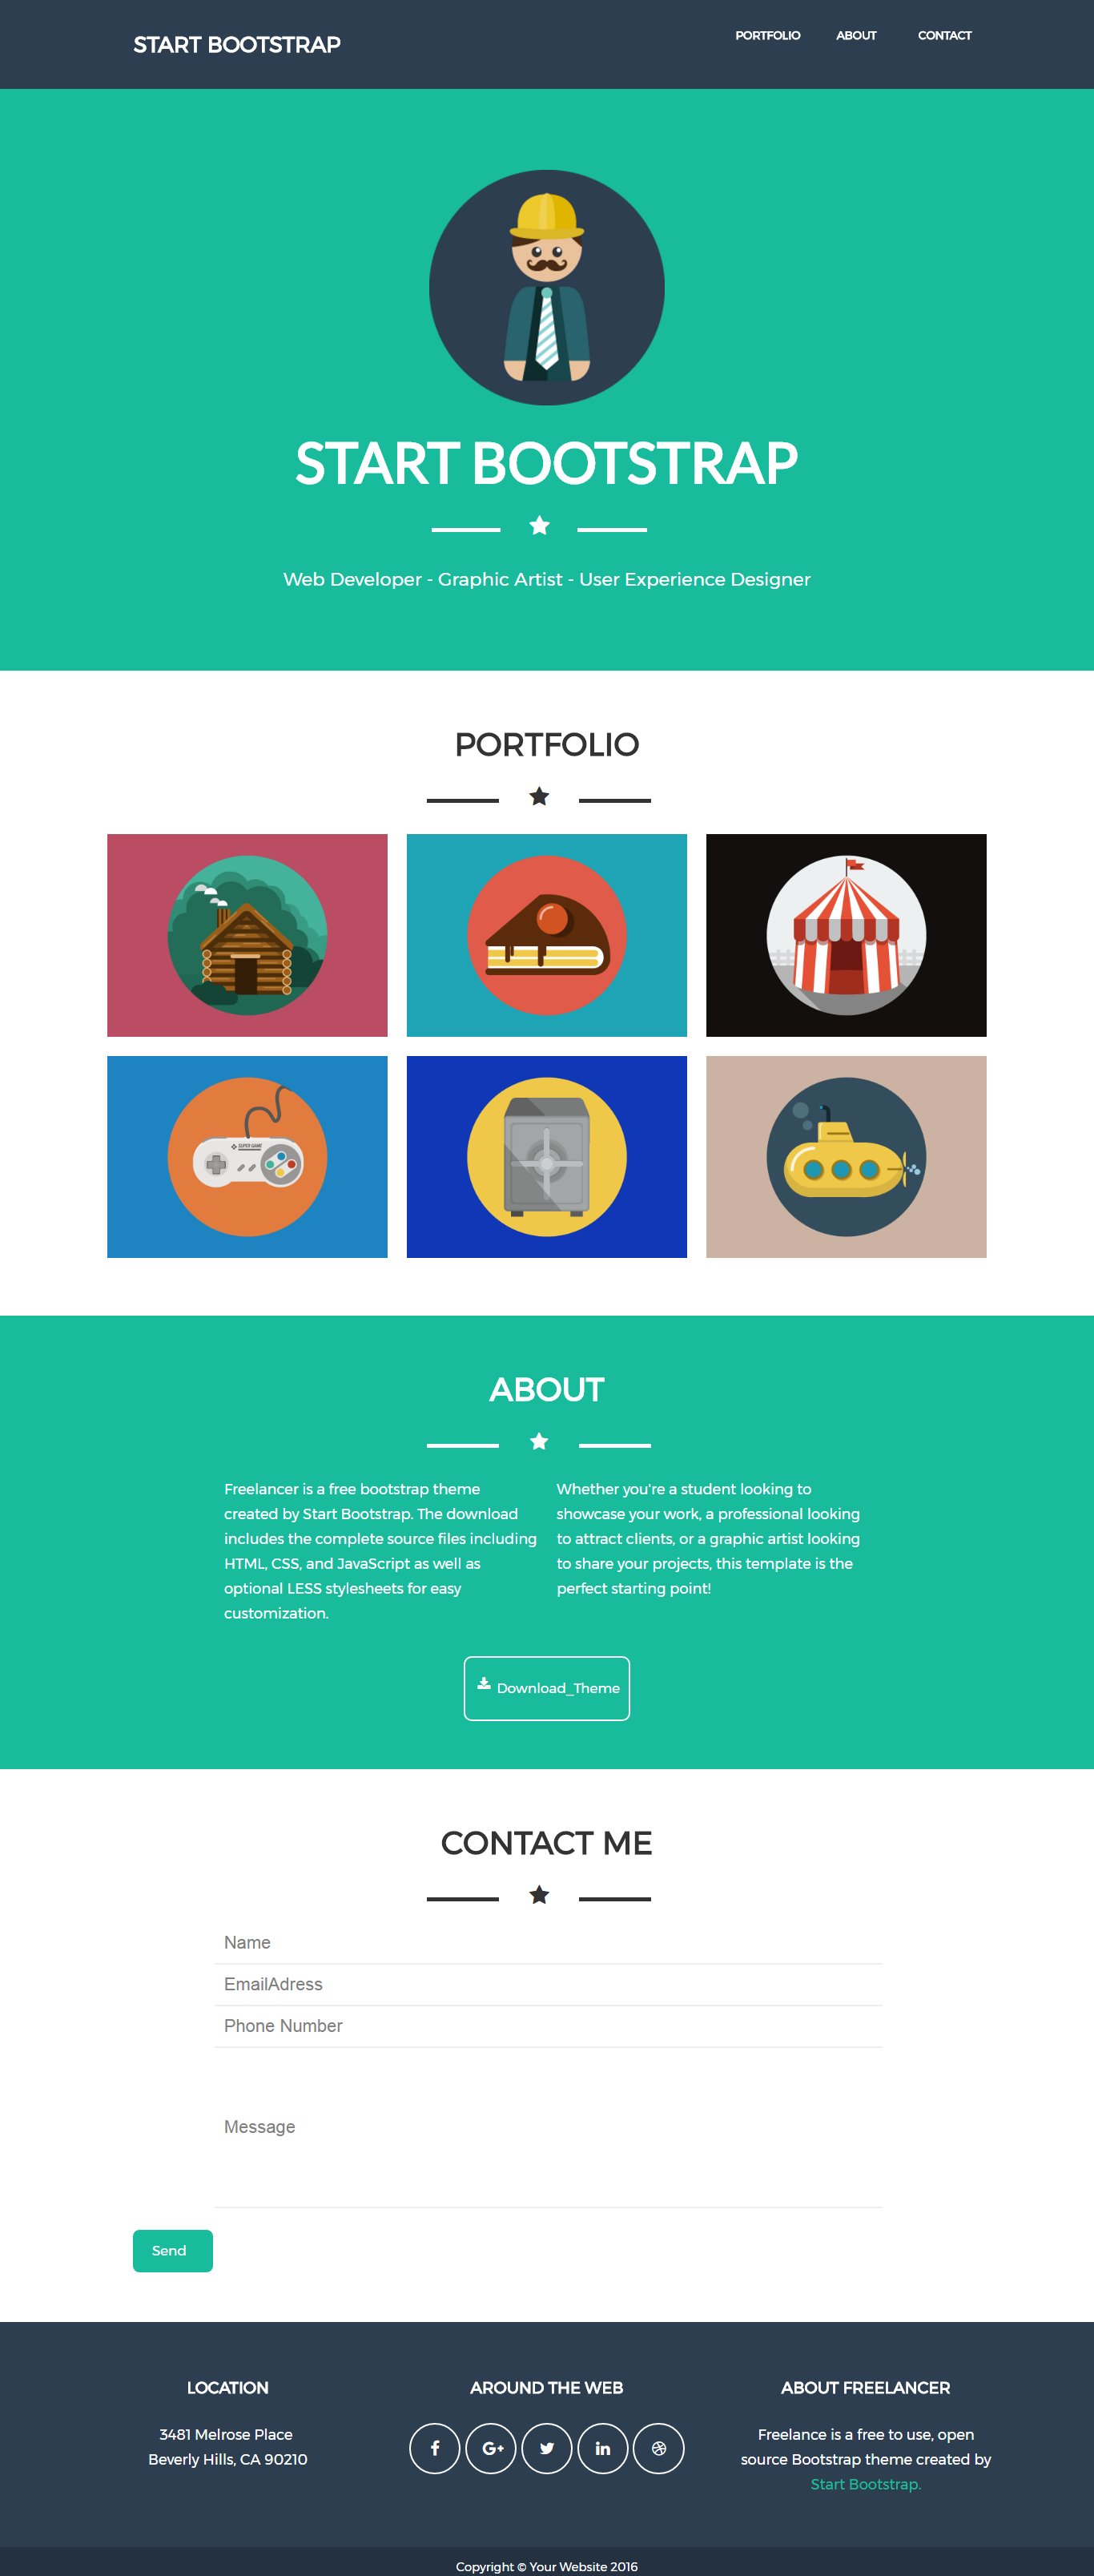 START BOOTSTRAP
PORTFOLIO ABOUT CONTACT
START BOOTSTRAP
Web Developer - Graphic Artist - User Experience Designer
PORTFOLIO
SUPER GAME
ABOUT
Freelancer is a free bootstrap theme
created by Start Bootstrap. The download
includes the complete source files including
HTML, CSS, and JavaScript as well as
optional LESS stylesheets for easy
customization.
Whether you're a student looking to
showcase your work, a professional looking
to attract clients, or a graphic artist looking
to share your projects, this template is the
perfect starting point!
Download_Theme
CONTACT ME
Name
EmailAdress
Phone Number
Message
Send
LOCATION
3481 Melrose Place
Beverly Hills, CA 90210
AROUND THE WEB
f G+ in
ABOUT FREELANCER
Freelance is a free to use, open
source Bootstrap theme created by
Start Bootstrap.
Copyright © Your Website 2016